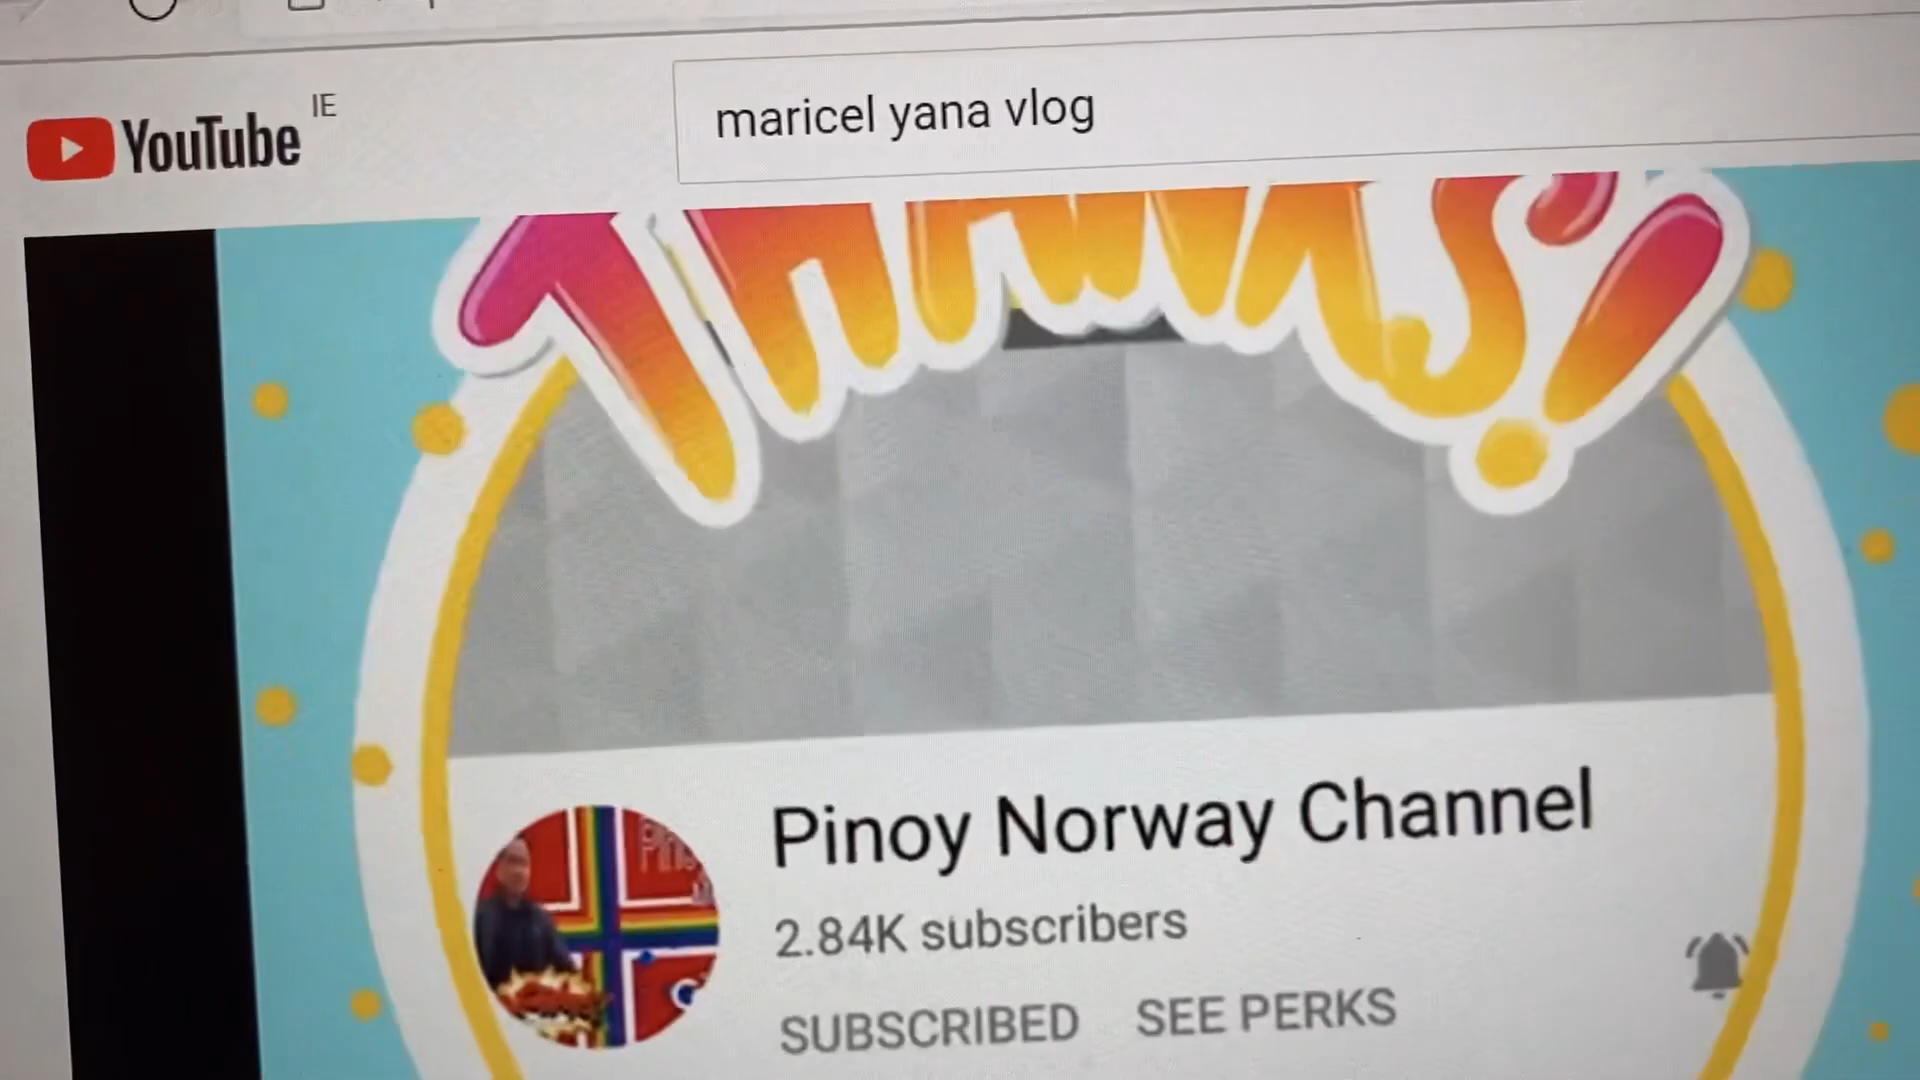 YouTube IE
maricel yana vlog
THANKS!
Pinoy Norway Channel
2.84K subscribers
SUBSCRIBED SEE PERKS